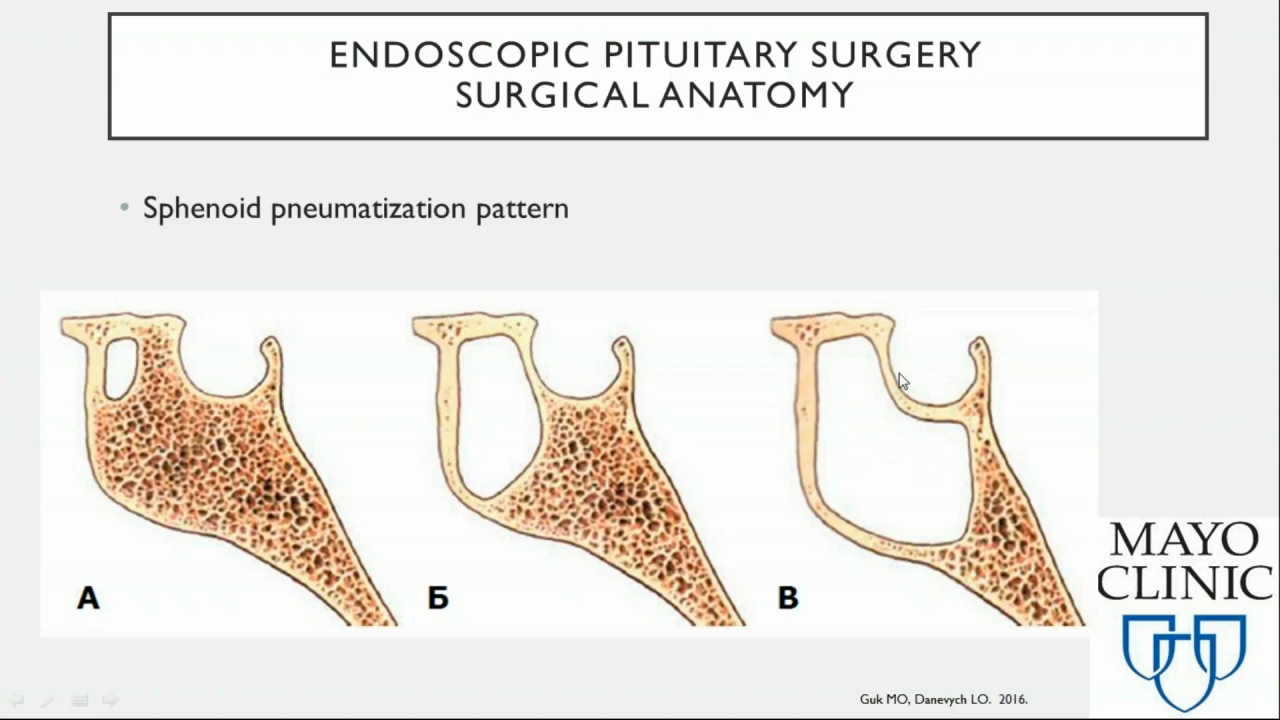 ENDOSCOPIC PITUITARY SURGERY
SURGICAL ANATOMY
• Sphenoid pneumatization pattern
А
Б
В
MAYO
CLINIC
Guk MO, Danevych LO. 2016.